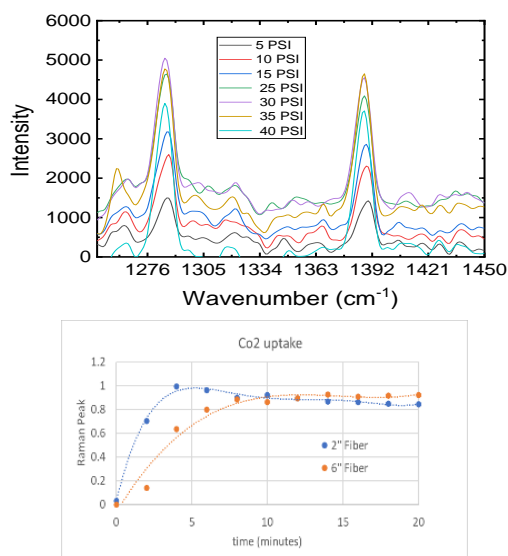 6000
5000
4000
3000
2000
1000
0
Intensity
5 PSI
10 PSI
15 PSI
25 PSI
30 PSI
35 PSI
40 PSI
1276 1305 1334 1363 1392 1421 1450
Wavenumber (cm-1)
Co2 uptake
1.2
1
0.8
0.6
0.4
0.2
0
Raman Peak
2" Fiber
6" Fiber
0 5 10 15 20
time (minutes)